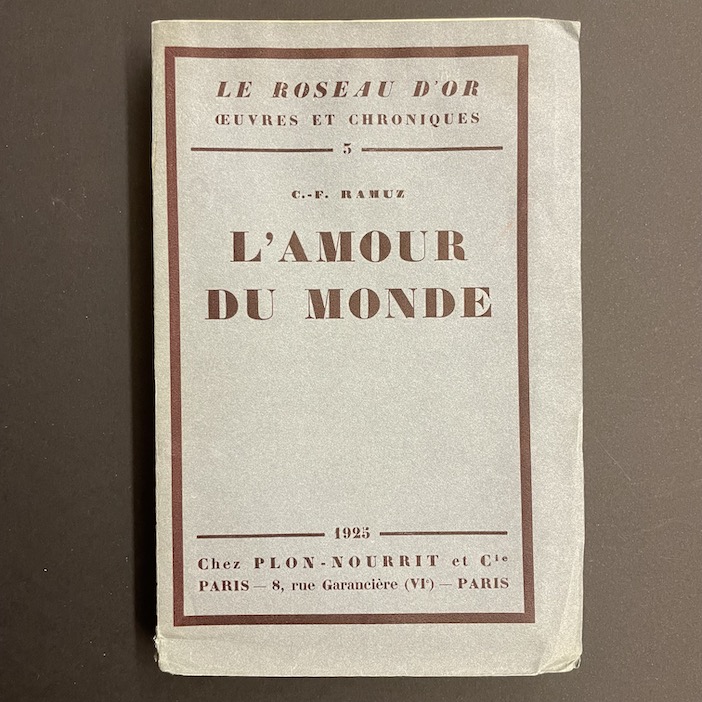 LE ROSEAU D'OR
ŒUVRES ET CHRONIQUES
5
C.-F. RAMUZ
L'AMOUR
DU MONDE
1925
Chez PLON-NOURRIT et Cie
PARIS — 8, rue Garancière (VIe) — PARIS